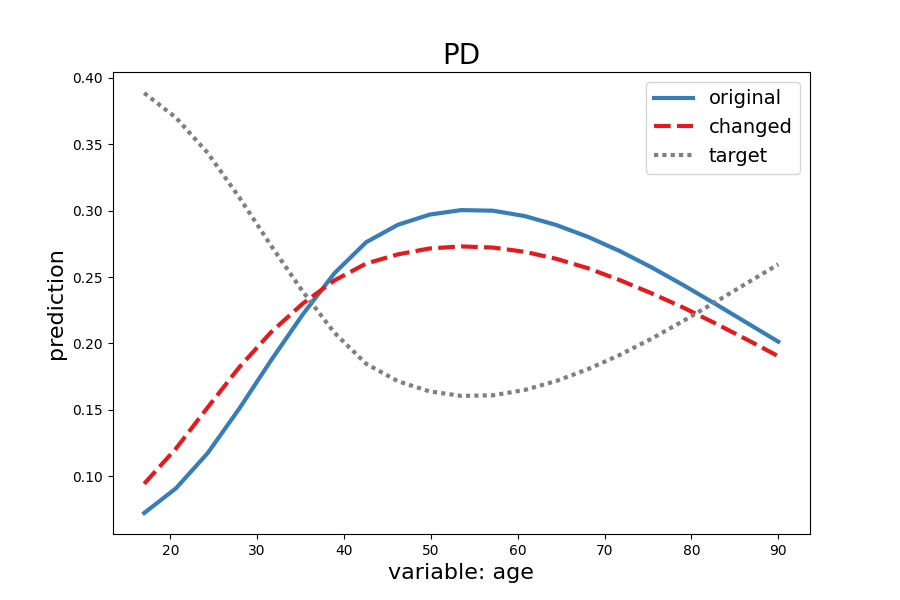 PD
original
changed
target
0.40
0.35
0.30
0.25
0.20
0.15
0.10
prediction
20 30 40 50 60 70 80 90
variable: age